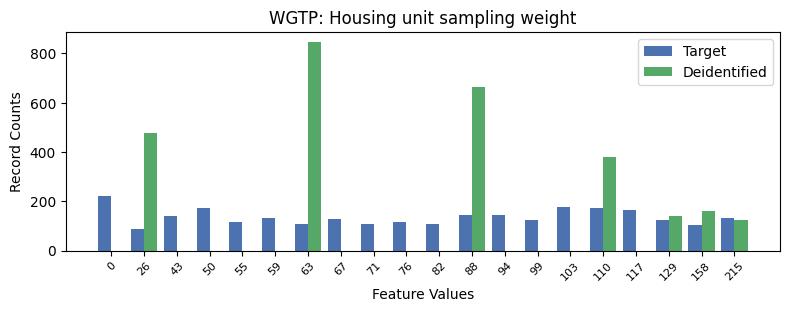 WGTP: Housing unit sampling weight
Target
Deidentified
Record Counts
800
600
400
200
0
0 26 43 50 55 59 63 67 71 76 82 88 94 99 103 110 117 129 158 215
Feature Values